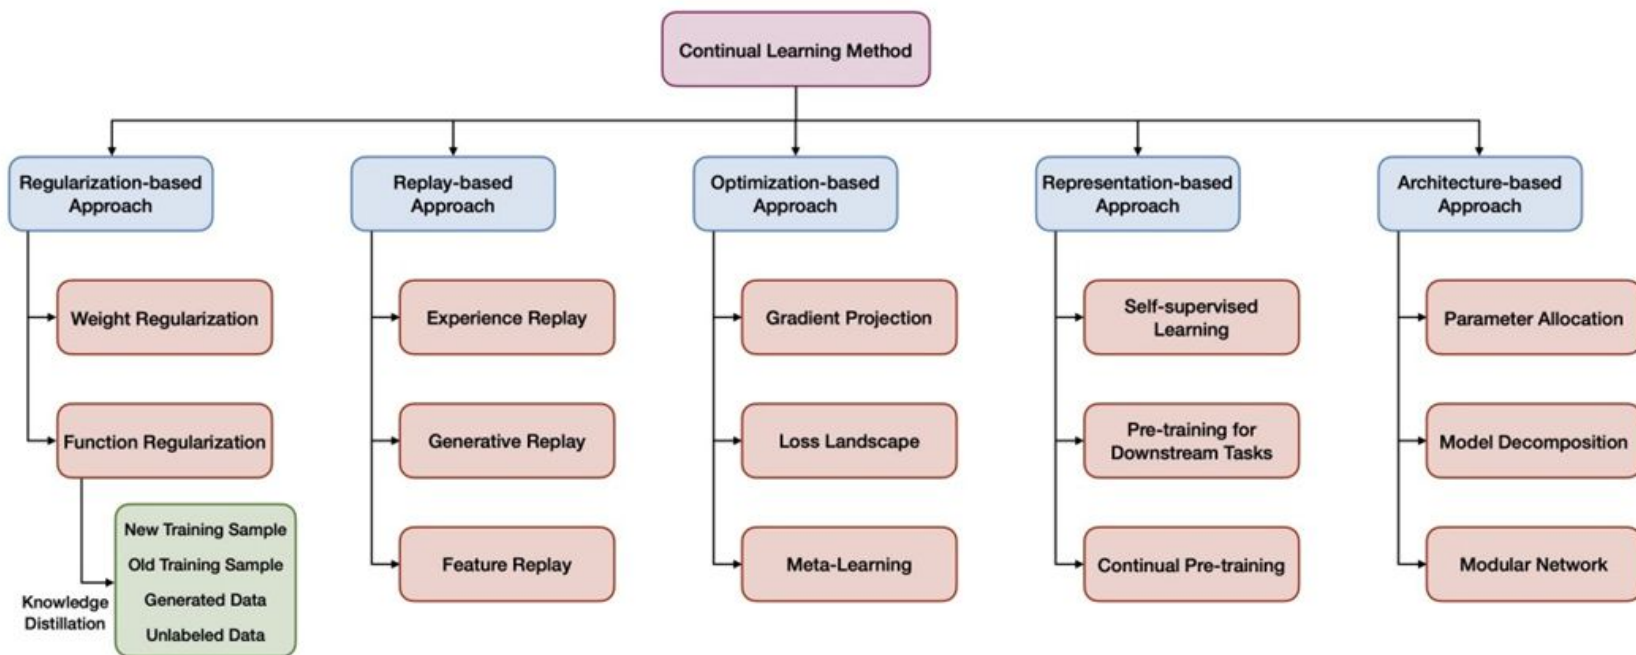 Continual Learning Method
Regularization-based
Approach
Replay-based
Approach
Optimization-based
Approach
Representation-based
Approach
Architecture-based
Approach
Weight Regularization
Experience Replay
Gradient Projection
Self-supervised
Learning
Parameter Allocation
Function Regularization
Generative Replay
Loss Landscape
Pre-training for
Downstream Tasks
Model Decomposition
New Training Sample
Old Training Sample
Generated Data
Unlabeled Data
Knowledge
Distillation
Feature Replay
Meta-Learning
Continual Pre-training
Modular Network